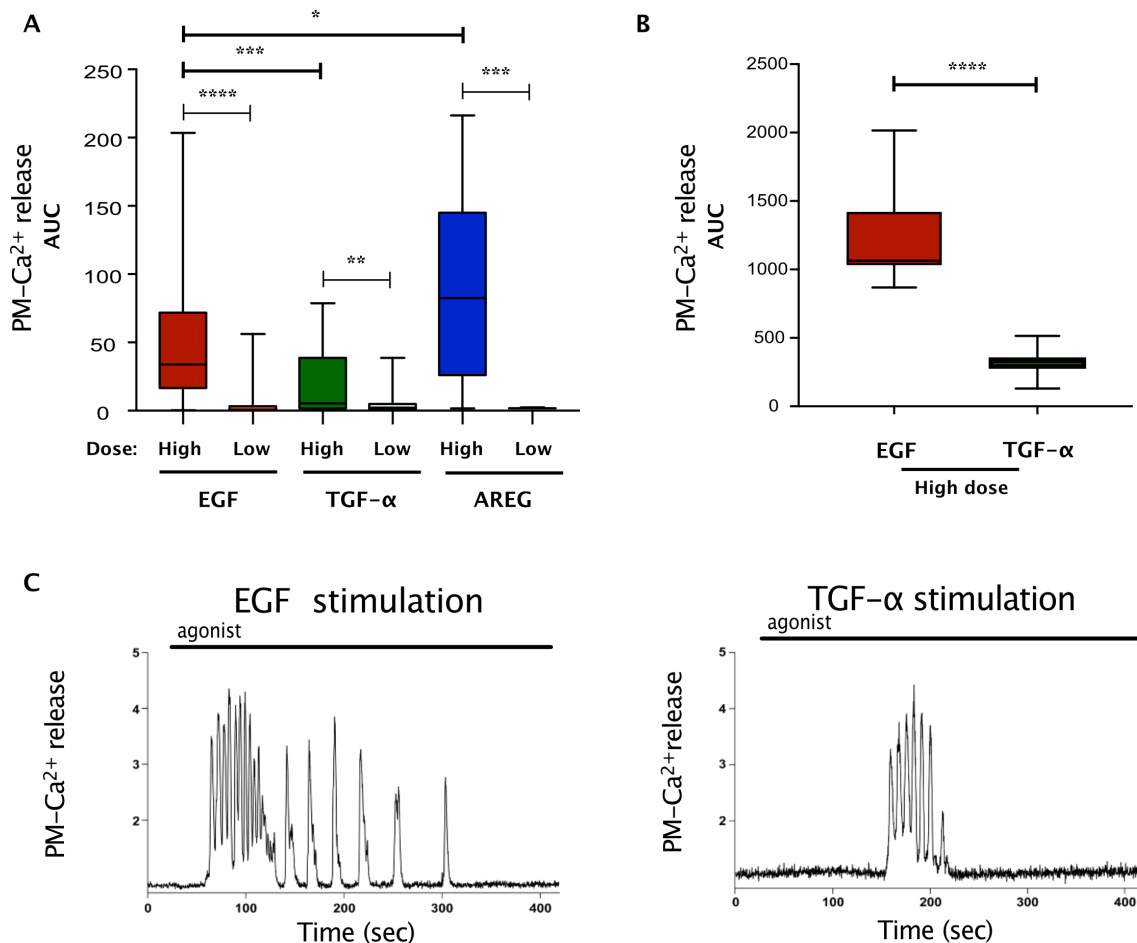 A
*
***
****
***
**
250
200
150
100
50
0
PM-Ca2+ release
AUC
Dose: High Low High Low High Low
EGF TGF-α AREG
B
****
2500
2000
1500
1000
500
0
PM-Ca2+ release
AUC
EGF TGF-α
High dose
C
EGF stimulation
agonist
5
4
3
2
PM-Ca2+ release
0 100 200 300 400
Time (sec)
TGF-α stimulation
agonist
5
4
3
2
PM-Ca2+release
0 100 200 300 400
Time (sec)